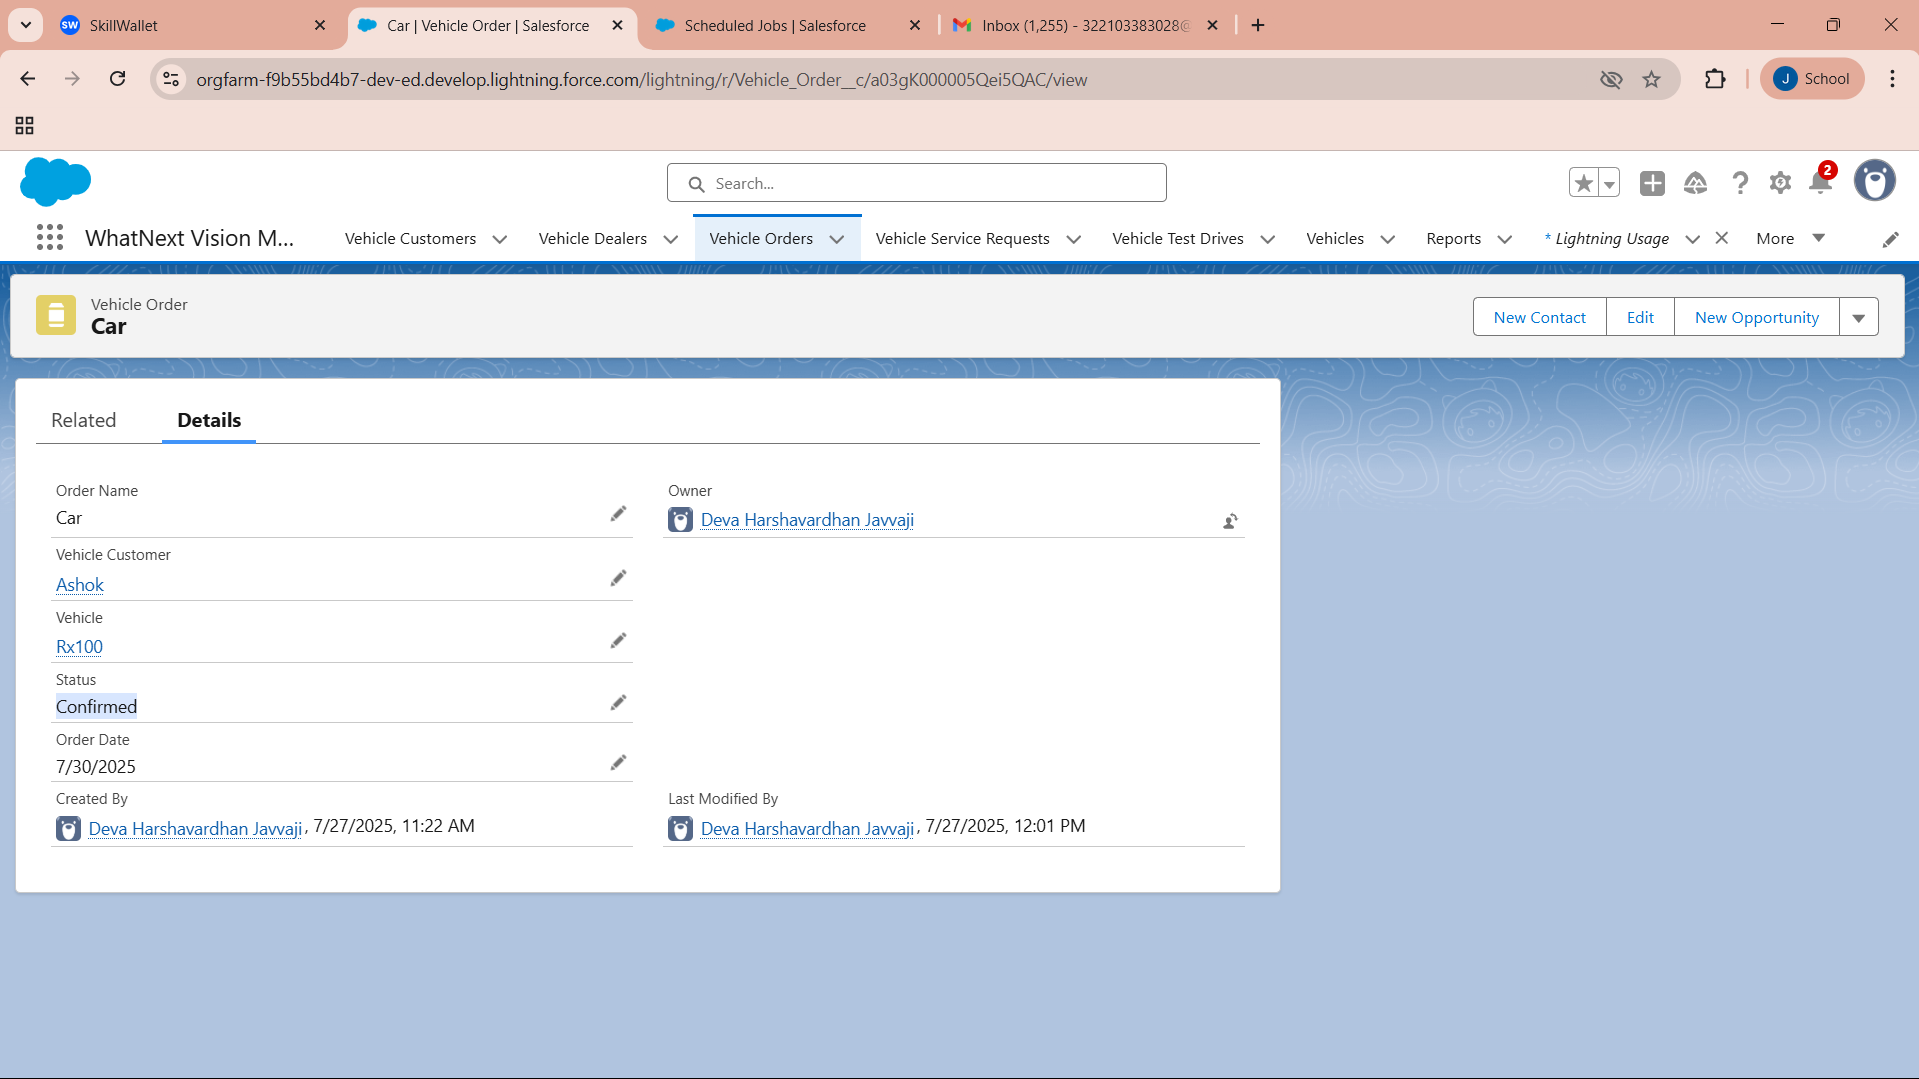 SW SkillWallet
Car | Vehicle Order | Salesforce
Scheduled Jobs | Salesforce
Inbox (1,255) - 322103383028@
orgfarm-f9b55bd4b7-dev-ed.develop.lightning.force.com/lightning/r/Vehicle_Order__c/a03gK000005Qei5QAC/view
J School
Search...
2
WhatNext Vision M...
Vehicle Customers
Vehicle Dealers
Vehicle Orders
Vehicle Service Requests
Vehicle Test Drives
Vehicles
Reports
* Lightning Usage
More
Vehicle Order
Car
New Contact
Edit
New Opportunity
Related
Details
Order Name
Car
Owner
Deva Harshavardhan Javvaji
Vehicle Customer
Ashok
Vehicle
Rx100
Status
Confirmed
Order Date
7/30/2025
Created By
Deva Harshavardhan Javvaji, 7/27/2025, 11:22 AM
Last Modified By
Deva Harshavardhan Javvaji, 7/27/2025, 12:01 PM